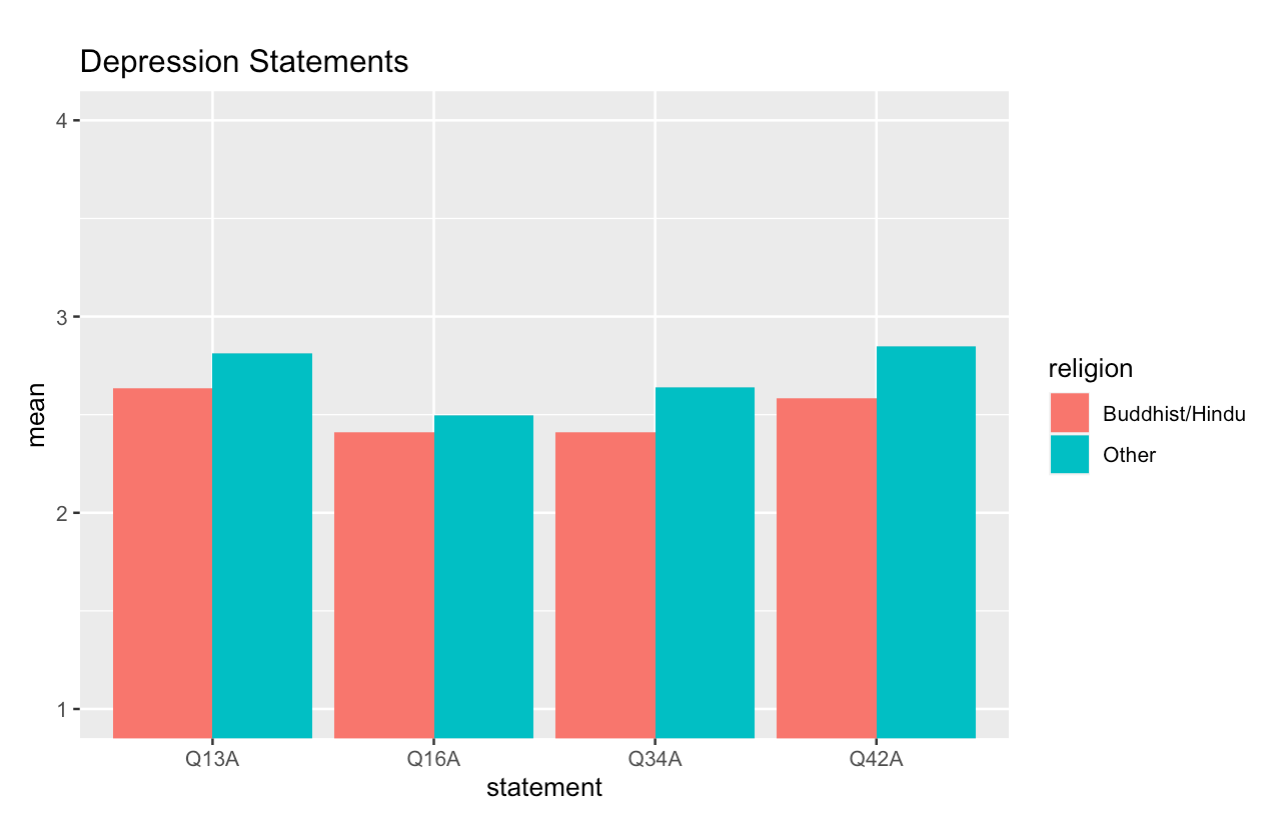 Depression Statements
4
3
2
1
mean
Q13A Q16A Q34A Q42A
statement
religion
Buddhist/Hindu
Other